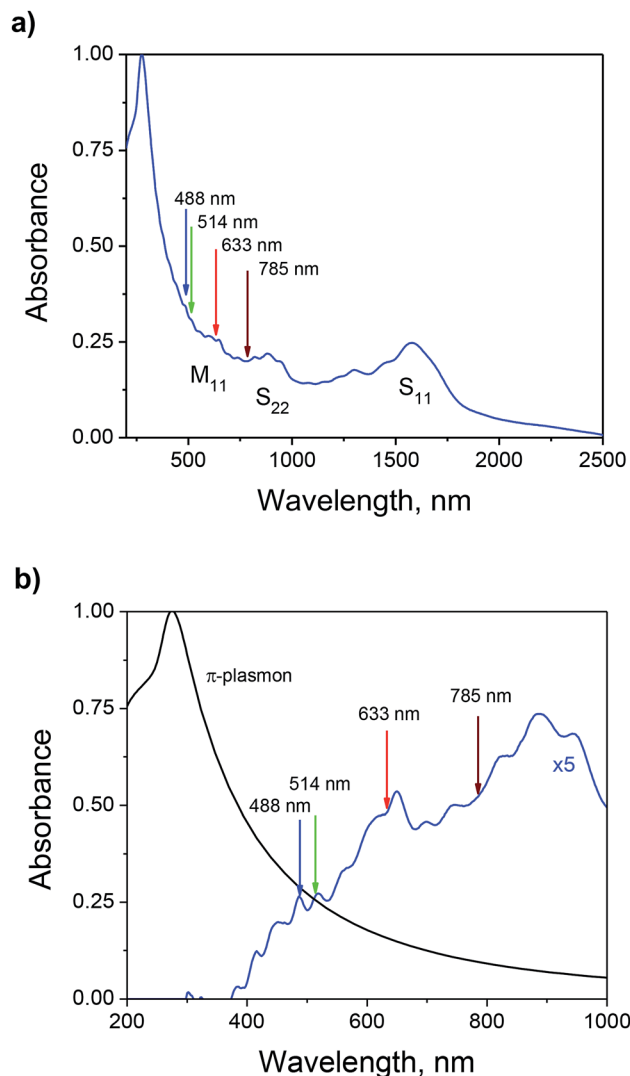 a)
1.00
0.75
0.50
0.25
0.00
Absorbance
488 nm
514 nm
633 nm
785 nm
M11
S22
S11
500
1000
1500
2000
2500
Wavelength, nm
b)
1.00
0.75
0.50
0.25
0.00
Absorbance
π-plasmon
633 nm
785 nm
514 nm
488 nm
x5
200
400
600
800
1000
Wavelength, nm